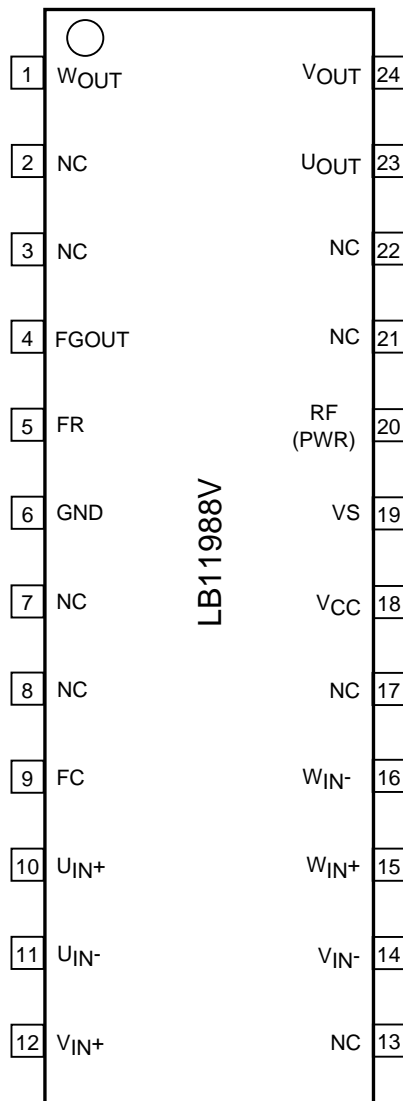 1 WOUT VOUT 24
2 NC UOUT 23
3 NC NC 22
4 FGOUT NC 21
5 FR RF (PWR) 20
6 GND VS 19
LB11988V
7 NC VCC 18
8 NC NC 17
9 FC WIN- 16
10 UIN+ WIN+ 15
11 UIN- VIN- 14
12 VIN+ NC 13